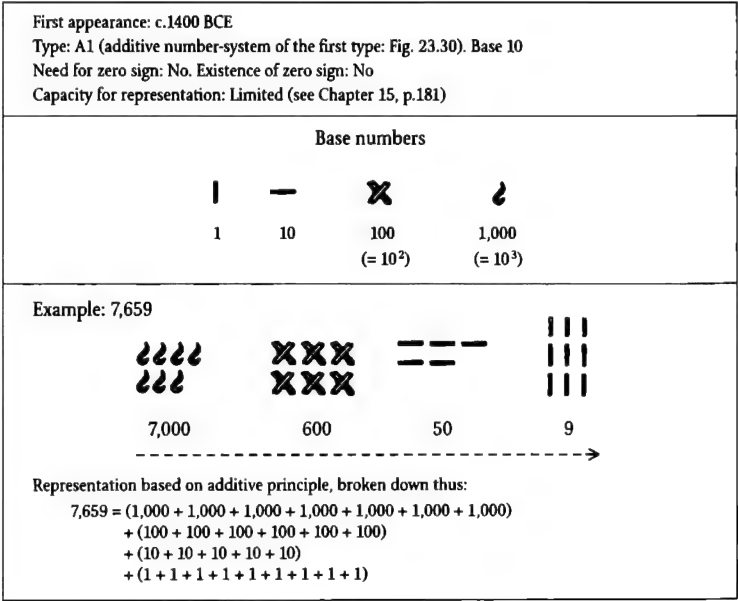 First appearance: c.1400 BCE
Type: A1 (additive number-system of the first type: Fig. 23.30). Base 10
Need for zero sign: No. Existence of zero sign: No
Capacity for representation: Limited (see Chapter 15, p.181)
Base numbers
1 10 100 1,000
(= 10²) (= 10³)
Example: 7,659
7,000 600 50 9
Representation based on additive principle, broken down thus:
7,659 = (1,000 + 1,000 + 1,000 + 1,000 + 1,000 + 1,000 + 1,000)
+ (100 + 100 + 100 + 100 + 100 + 100)
+ (10 + 10 + 10 + 10 + 10)
+ (1 + 1 + 1 + 1 + 1 + 1 + 1 + 1 + 1)